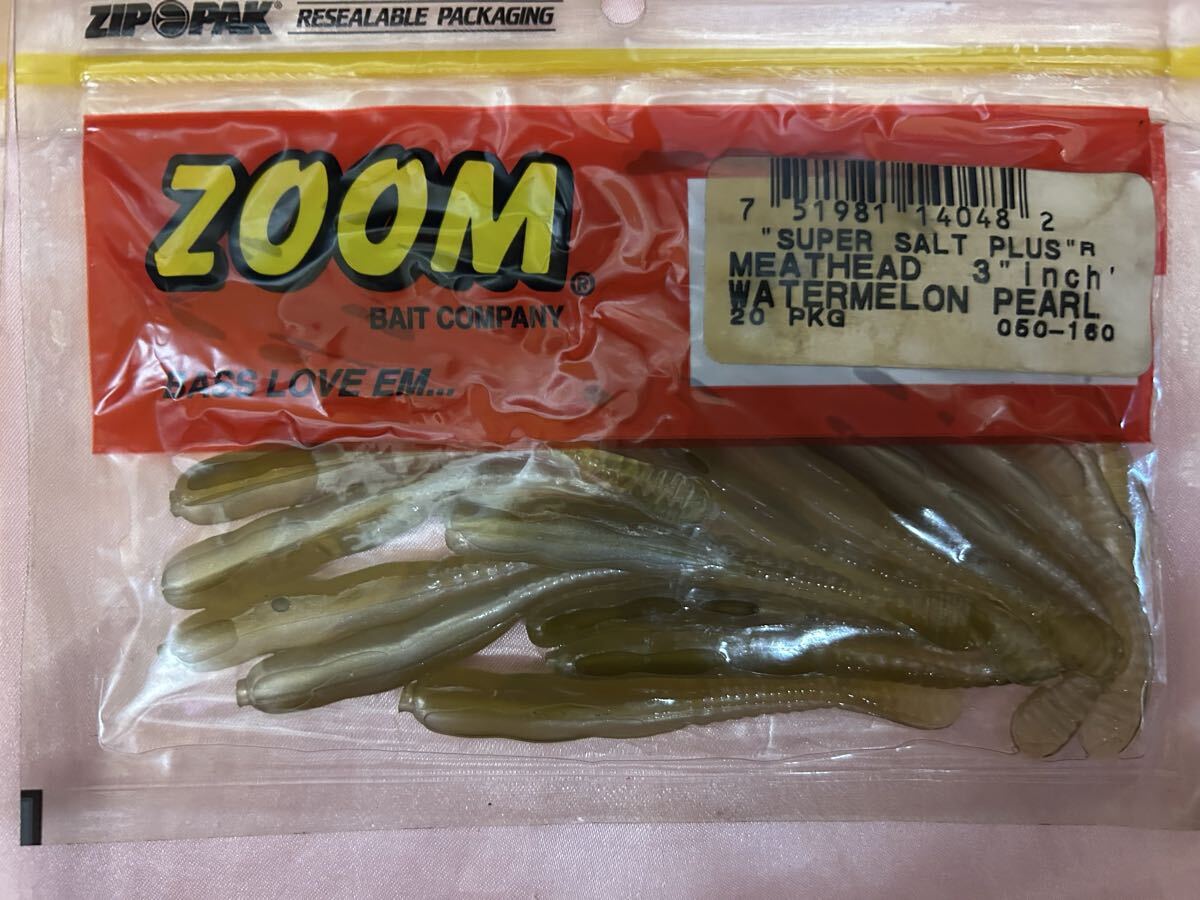 ZIP PAK® RESEALABLE PACKAGING
ZOOM®
BAIT COMPANY
BASS LOVE EM...
7 51981 14048 2
"SUPER SALT PLUS"R
MEATHEAD 3"inch'
WATERMELON PEARL
20 PKG 050-160